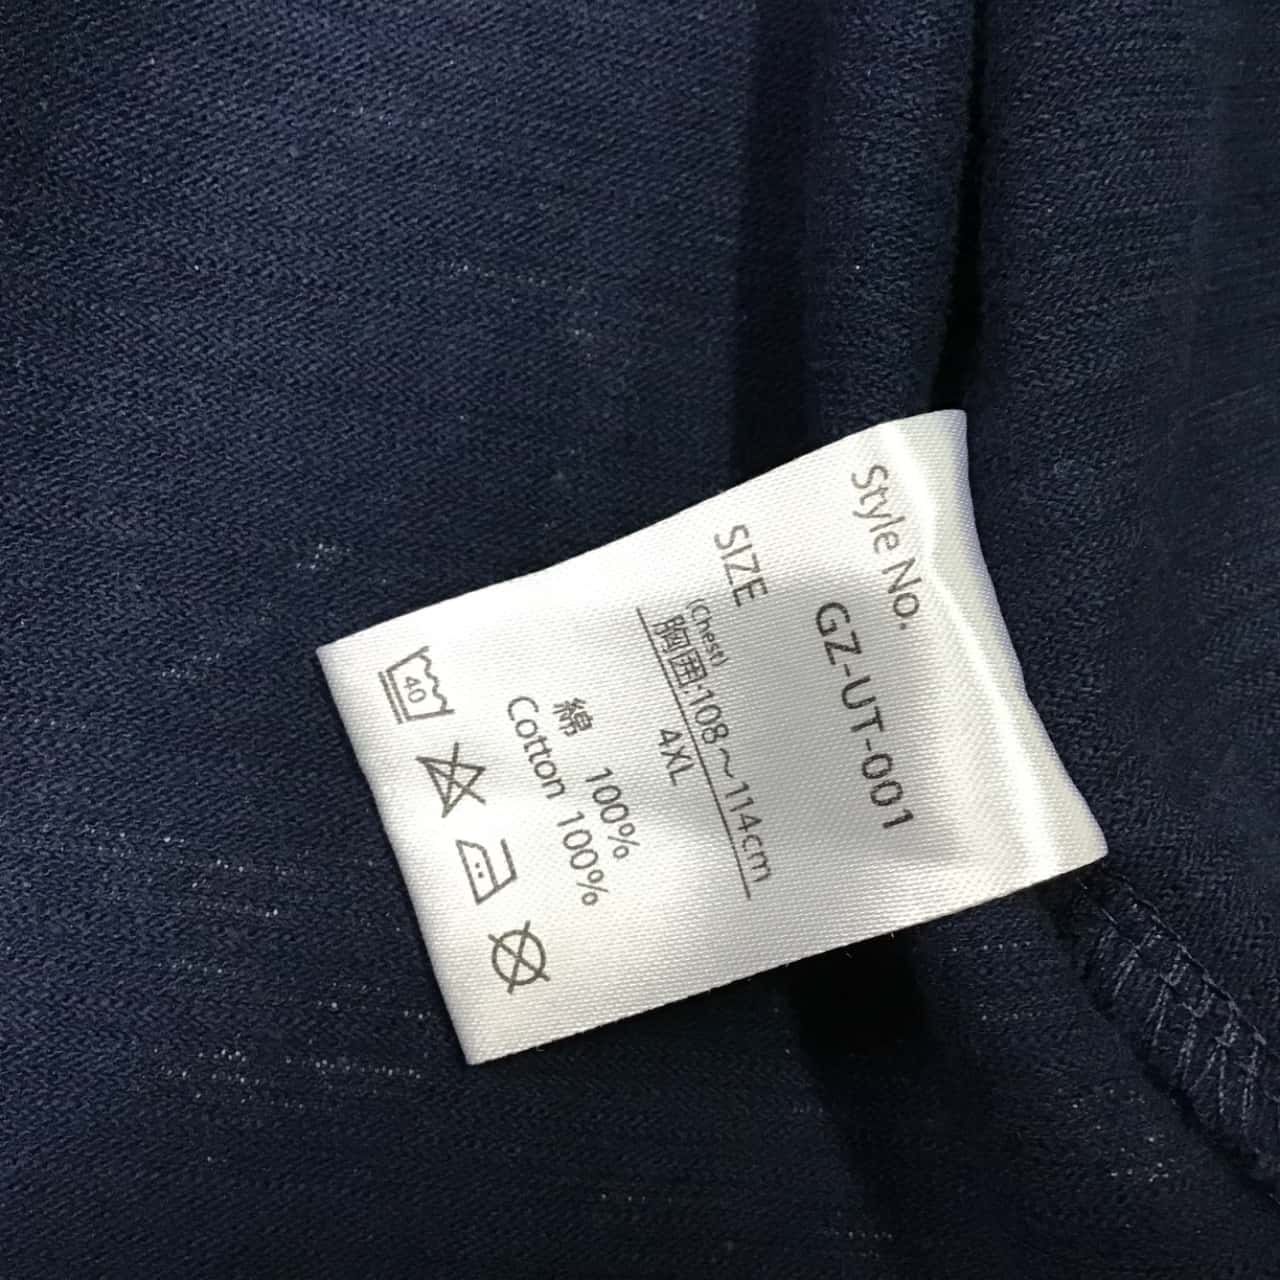 Style No.
GZ-UT-001
SIZE
(Chest)
胸囲:108～114cm
4XL
綿 100%
Cotton 100%
40